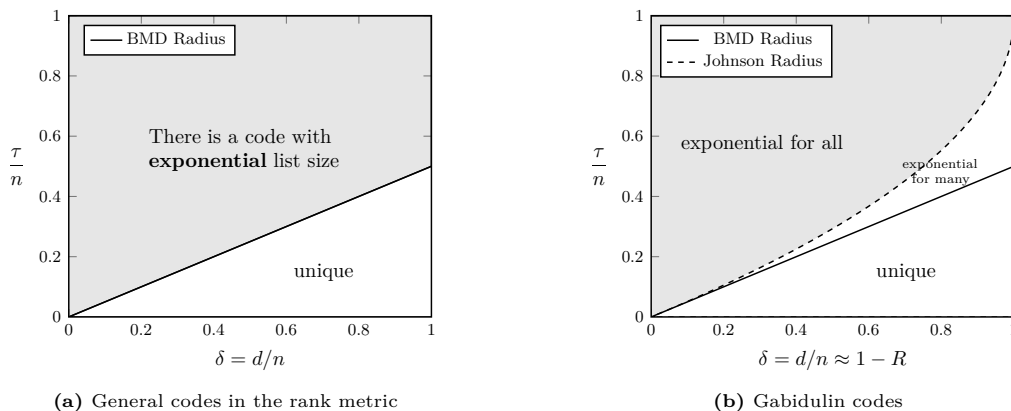 BMD Radius
There is a code with
exponential list size
unique
τ/n
1
0.8
0.6
0.4
0.2
0
0
0.2
0.4
0.6
0.8
1
δ = d/n
(a) General codes in the rank metric
BMD Radius
Johnson Radius
exponential for all
exponential
for many
unique
τ/n
1
0.8
0.6
0.4
0.2
0
0
0.2
0.4
0.6
0.8
δ = d/n ≈ 1 − R
(b) Gabidulin codes